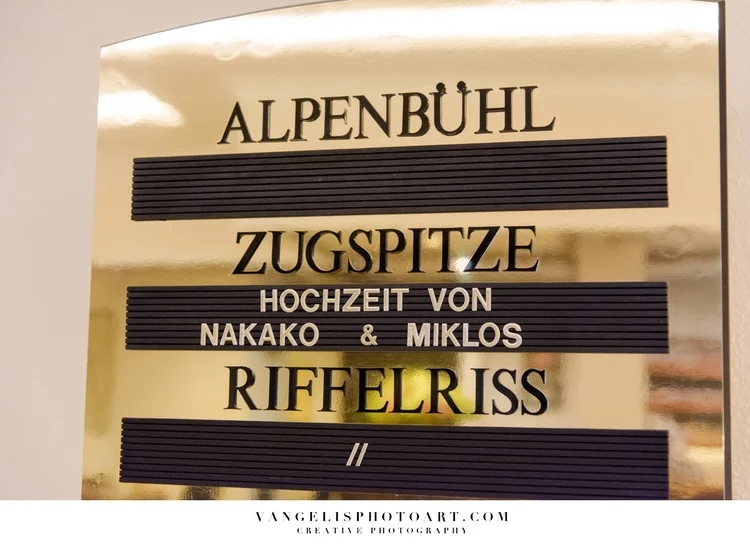 ALPENBÜHL
ZUGSPITZE
HOCHZEIT VON
NAKAKO & MIKLOS
RIFFELRISS
//
VANGELISPHOTOART.COM
CREATIVE PHOTOGRAPHY